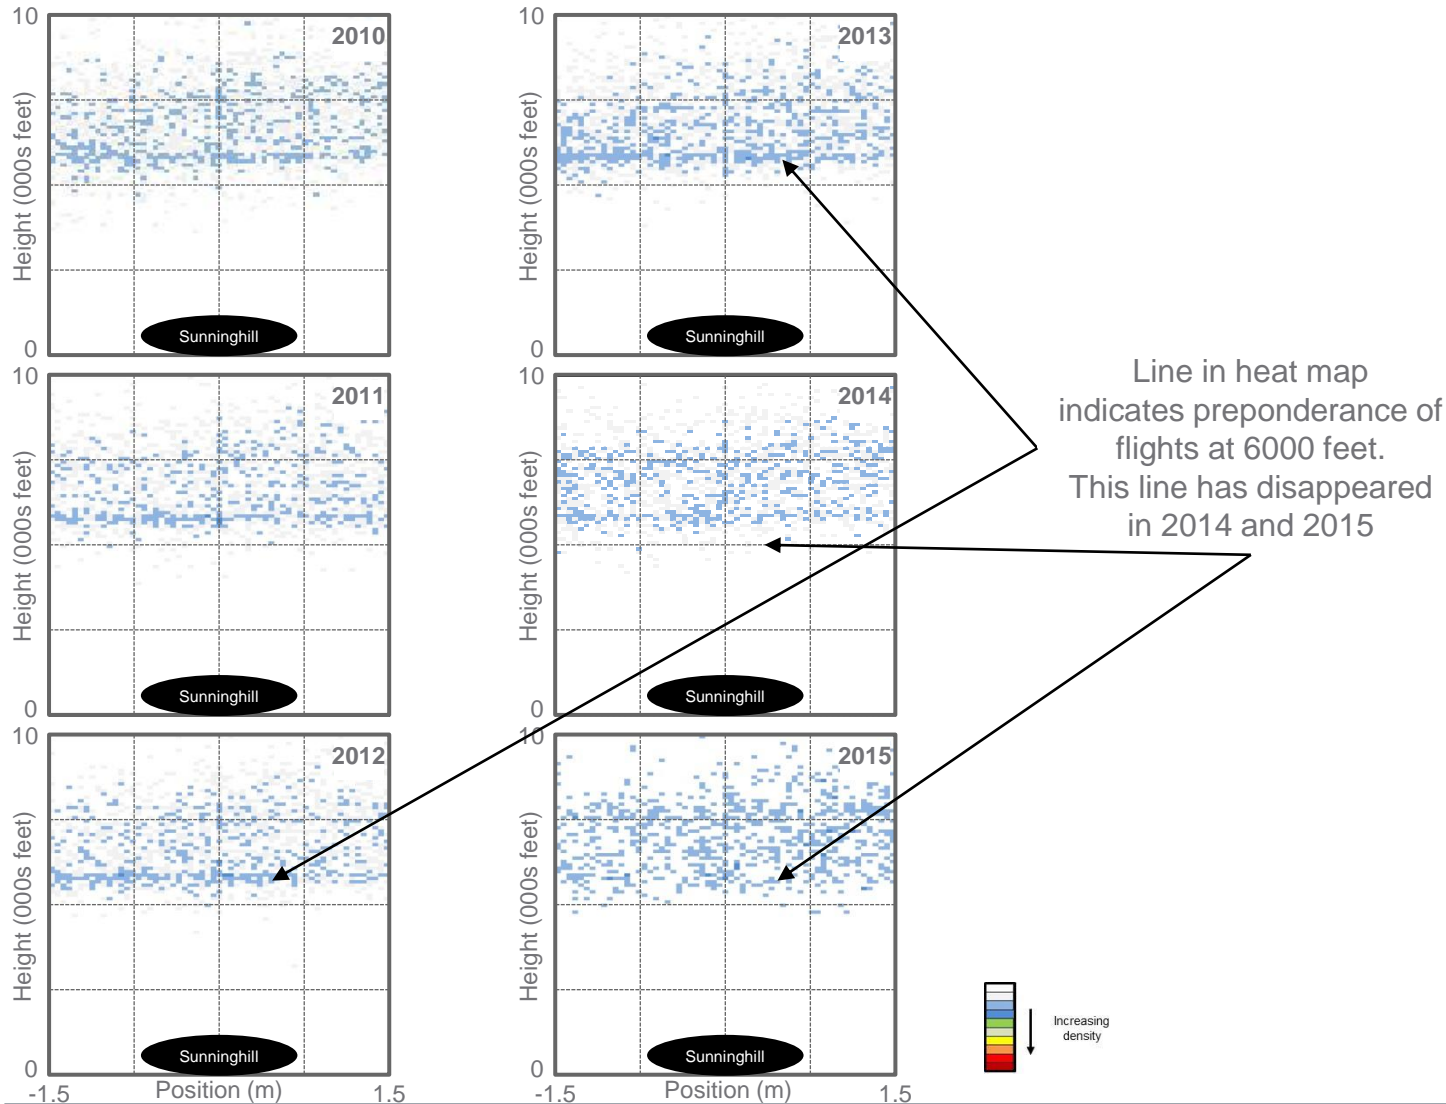 10
2010
Height (000s feet)
Sunninghill
0
10
2013
Height (000s feet)
Sunninghill
0
10
2011
Height (000s feet)
Sunninghill
0
10
2014
Height (000s feet)
Sunninghill
0
Line in heat map
indicates preponderance of
flights at 6000 feet.
This line has disappeared
in 2014 and 2015
10
2012
Height (000s feet)
Sunninghill
0
-1.5
Position (m)
1.5
10
2015
Height (000s feet)
Sunninghill
0
-1.5
Position (m)
1.5
Increasing
density